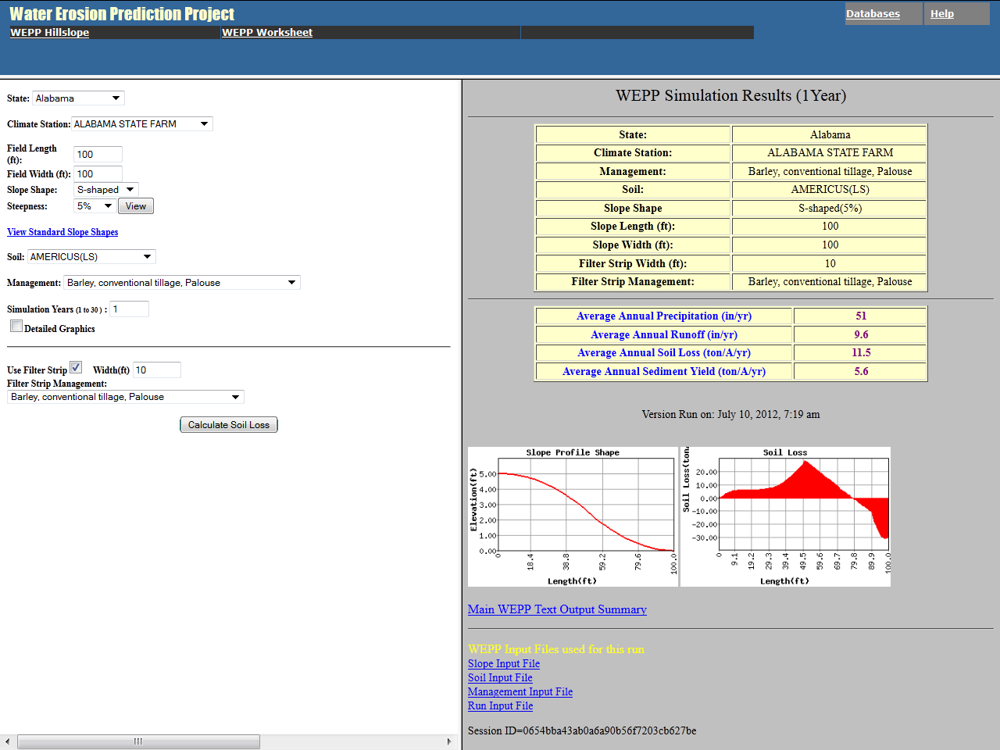 Water Erosion Prediction Project
Databases Help
WEPP Hillslope WEPP Worksheet
State: Alabama
Climate Station: ALABAMA STATE FARM
Field Length
(ft): 100
Field Width (ft): 100
Slope Shape: S-shaped
Steepness: 5% View
View Standard Slope Shapes
Soil: AMERICUS(LS)
Management: Barley, conventional tillage, Palouse
Simulation Years (1 to 30 ) : 1
Detailed Graphics
Use Filter Strip Width(ft) 10
Filter Strip Management:
Barley, conventional tillage, Palouse
Calculate Soil Loss
WEPP Simulation Results (1Year)
State: Alabama
Climate Station: ALABAMA STATE FARM
Management: Barley, conventional tillage, Palouse
Soil: AMERICUS(LS)
Slope Shape S-shaped(5%)
Slope Length (ft): 100
Slope Width (ft): 100
Filter Strip Width (ft): 10
Filter Strip Management: Barley, conventional tillage, Palouse
Average Annual Precipitation (in/yr) 51
Average Annual Runoff (in/yr) 9.6
Average Annual Soil Loss (ton/A/yr) 11.5
Average Annual Sediment Yield (ton/A/yr) 5.6
Version Run on: July 10, 2012, 7:19 am
Slope Profile Shape
Elevation(ft)
5.00
4.00
3.00
2.00
1.00
0.00
0 18.4 38.8 59.2 79.6 100.0
Length(ft)
Soil Loss
Soil Loss(ton/
20.00
10.00
0.00
-10.00
-20.00
-30.00
0 9.1 19.2 29.3 39.4 49.5 59.6 69.7 79.8 89.9 100.0
Length(ft)
Main WEPP Text Output Summary
WEPP Input Files used for this run
Slope Input File
Soil Input File
Management Input File
Run Input File
Session ID=0654bba43ab0a6a90b56f7203cb627be